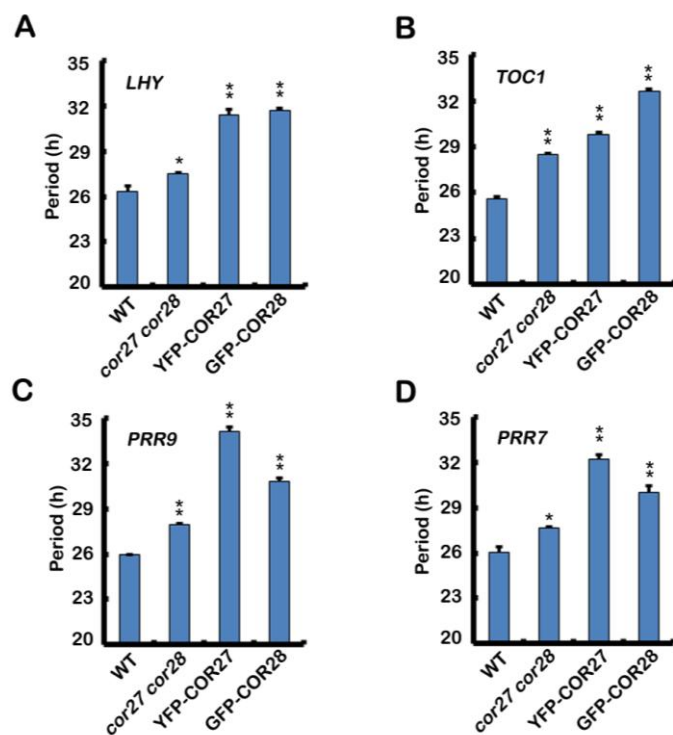 A
LHY
Period (h)
35
32
29
26
23
20
**
**
*
WT
cor27 cor28
YFP-COR27
GFP-COR28
B
TOC1
Period (h)
35
32
29
26
23
20
**
**
**
WT
cor27 cor28
YFP-COR27
GFP-COR28
C
PRR9
Period (h)
35
32
29
26
23
20
**
**
**
WT
cor27 cor28
YFP-COR27
GFP-COR28
D
PRR7
Period (h)
35
32
29
26
23
20
**
**
*
WT
cor27 cor28
YFP-COR27
GFP-COR28